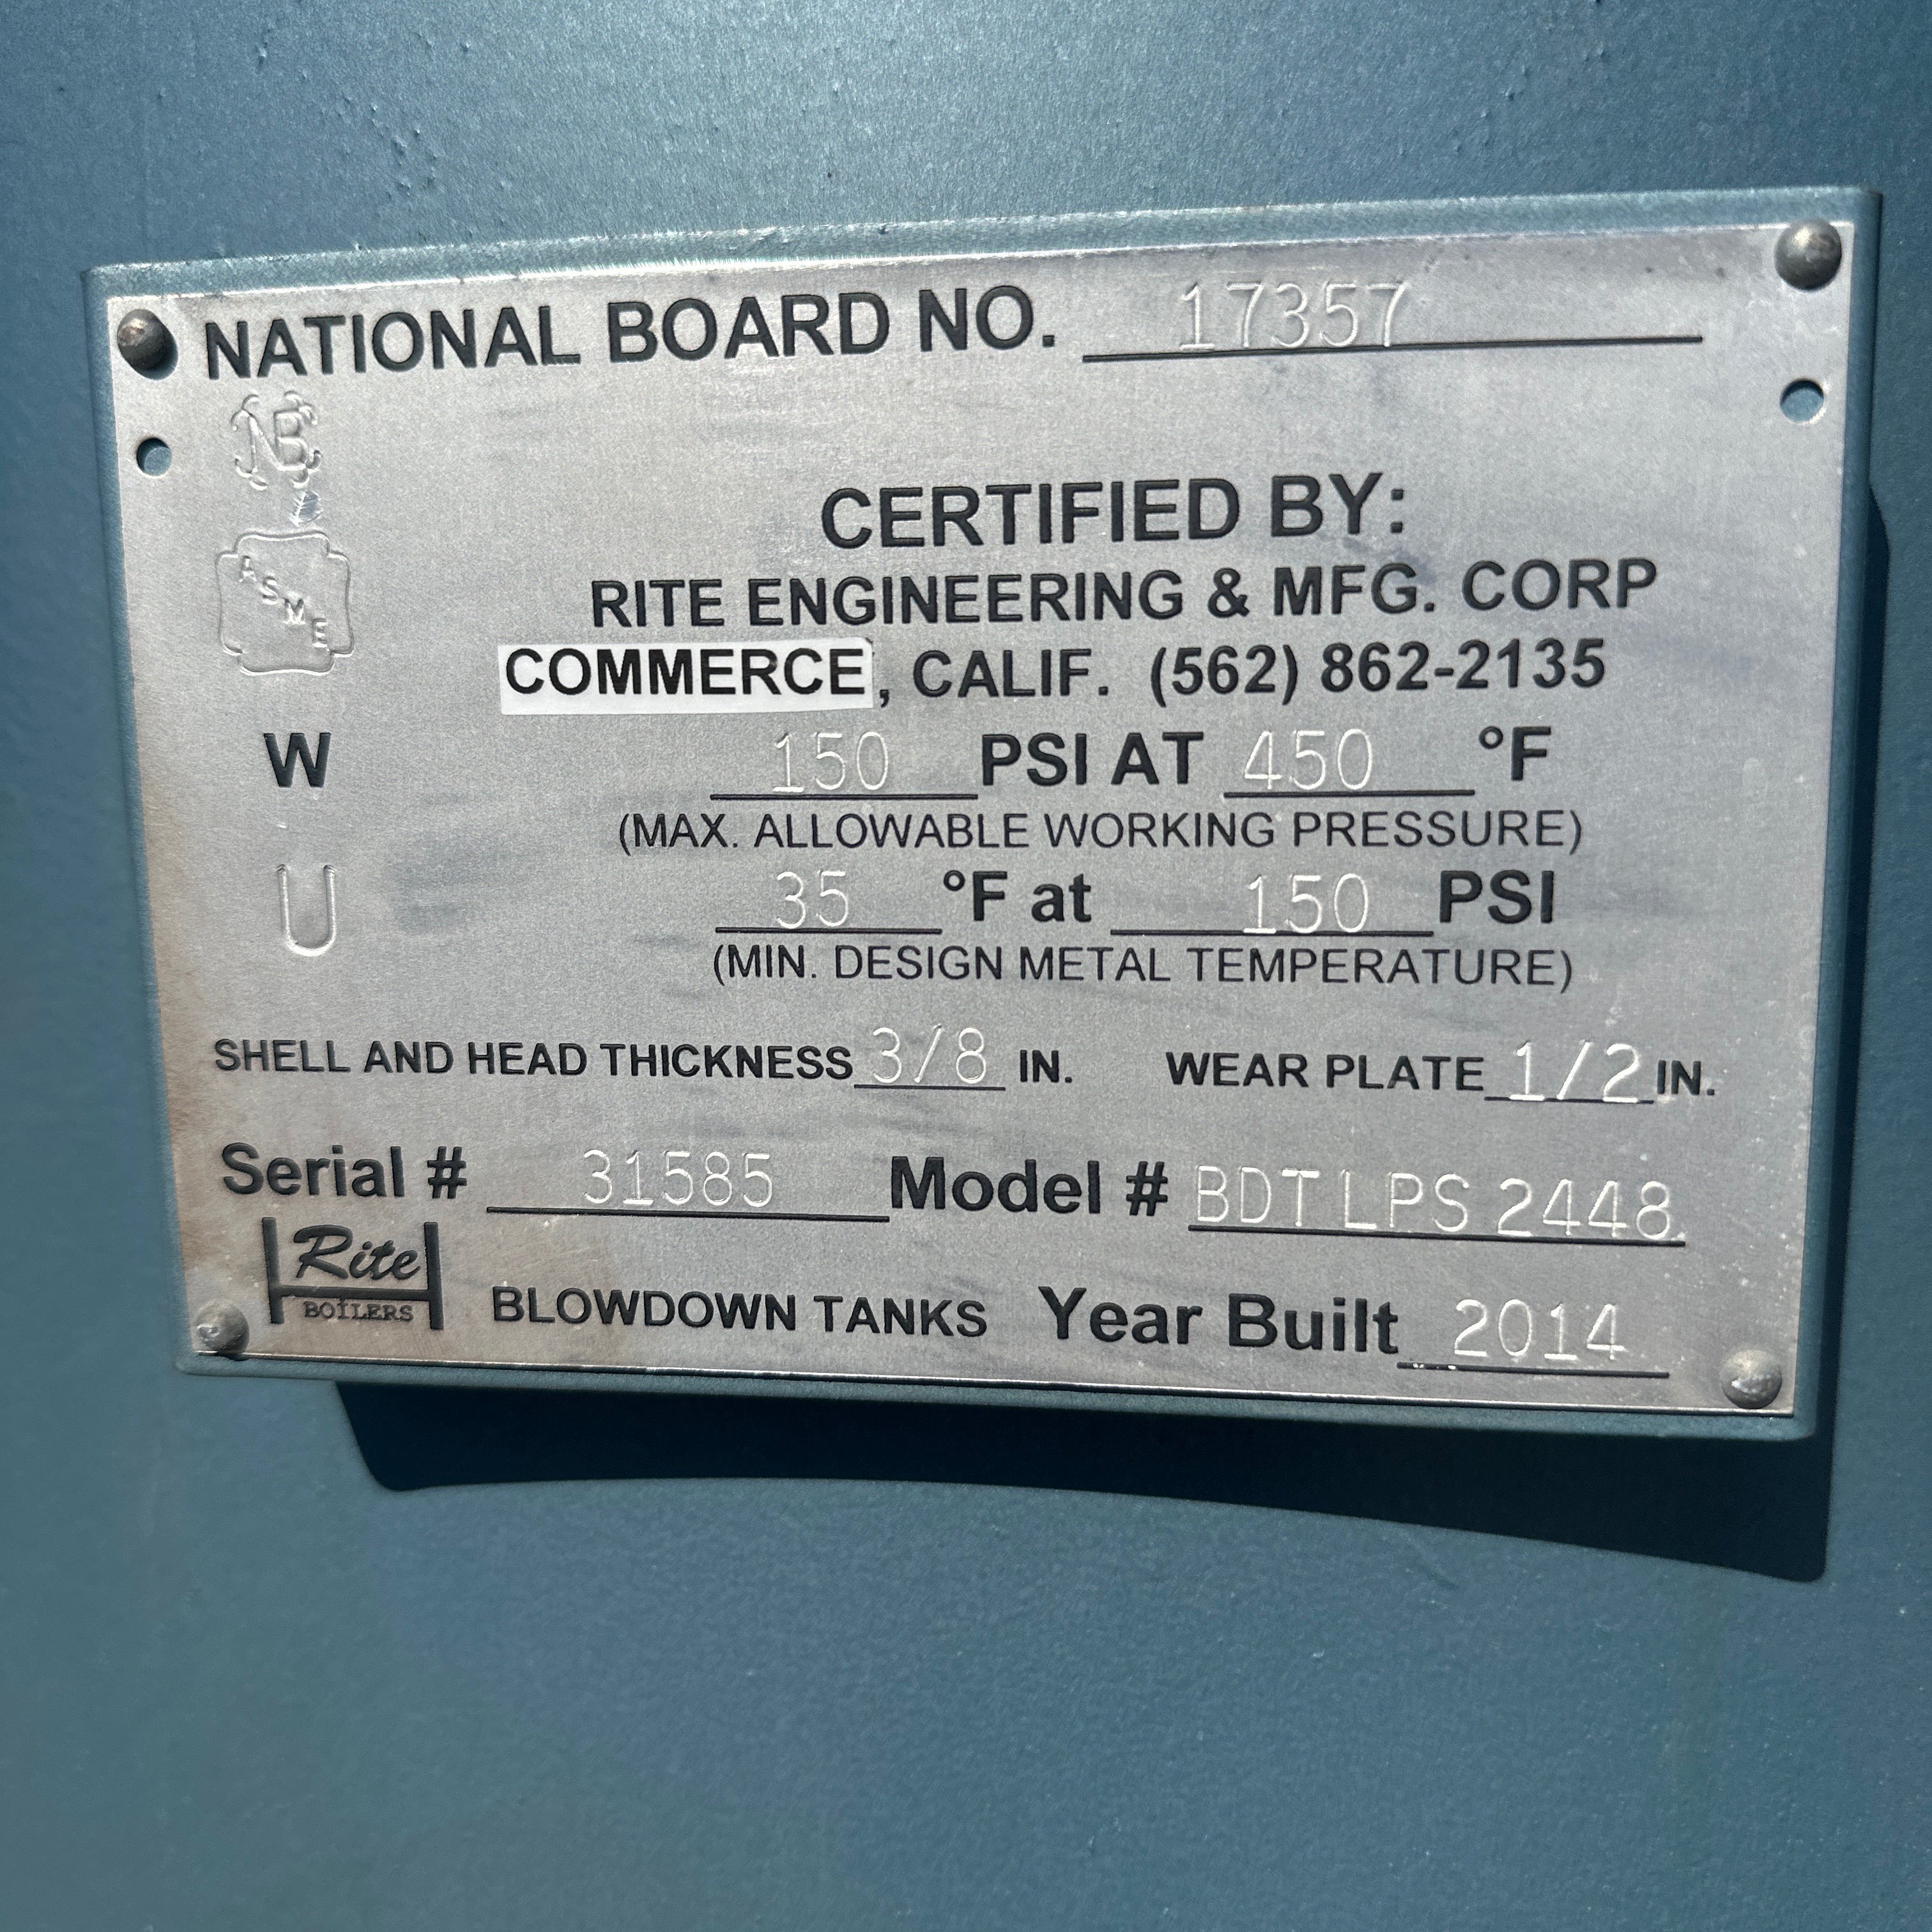 NATIONAL BOARD NO. 17357
NB
ASME
CERTIFIED BY:
RITE ENGINEERING & MFG. CORP
COMMERCE, CALIF. (562) 862-2135
W 150 PSI AT 450 °F
(MAX. ALLOWABLE WORKING PRESSURE)
U 35 °F at 150 PSI
(MIN. DESIGN METAL TEMPERATURE)
SHELL AND HEAD THICKNESS 3/8 IN. WEAR PLATE 1/2 IN.
Serial # 31585 Model # BDT LPS 2448
Rite
BOILERS
BLOWDOWN TANKS Year Built 2014